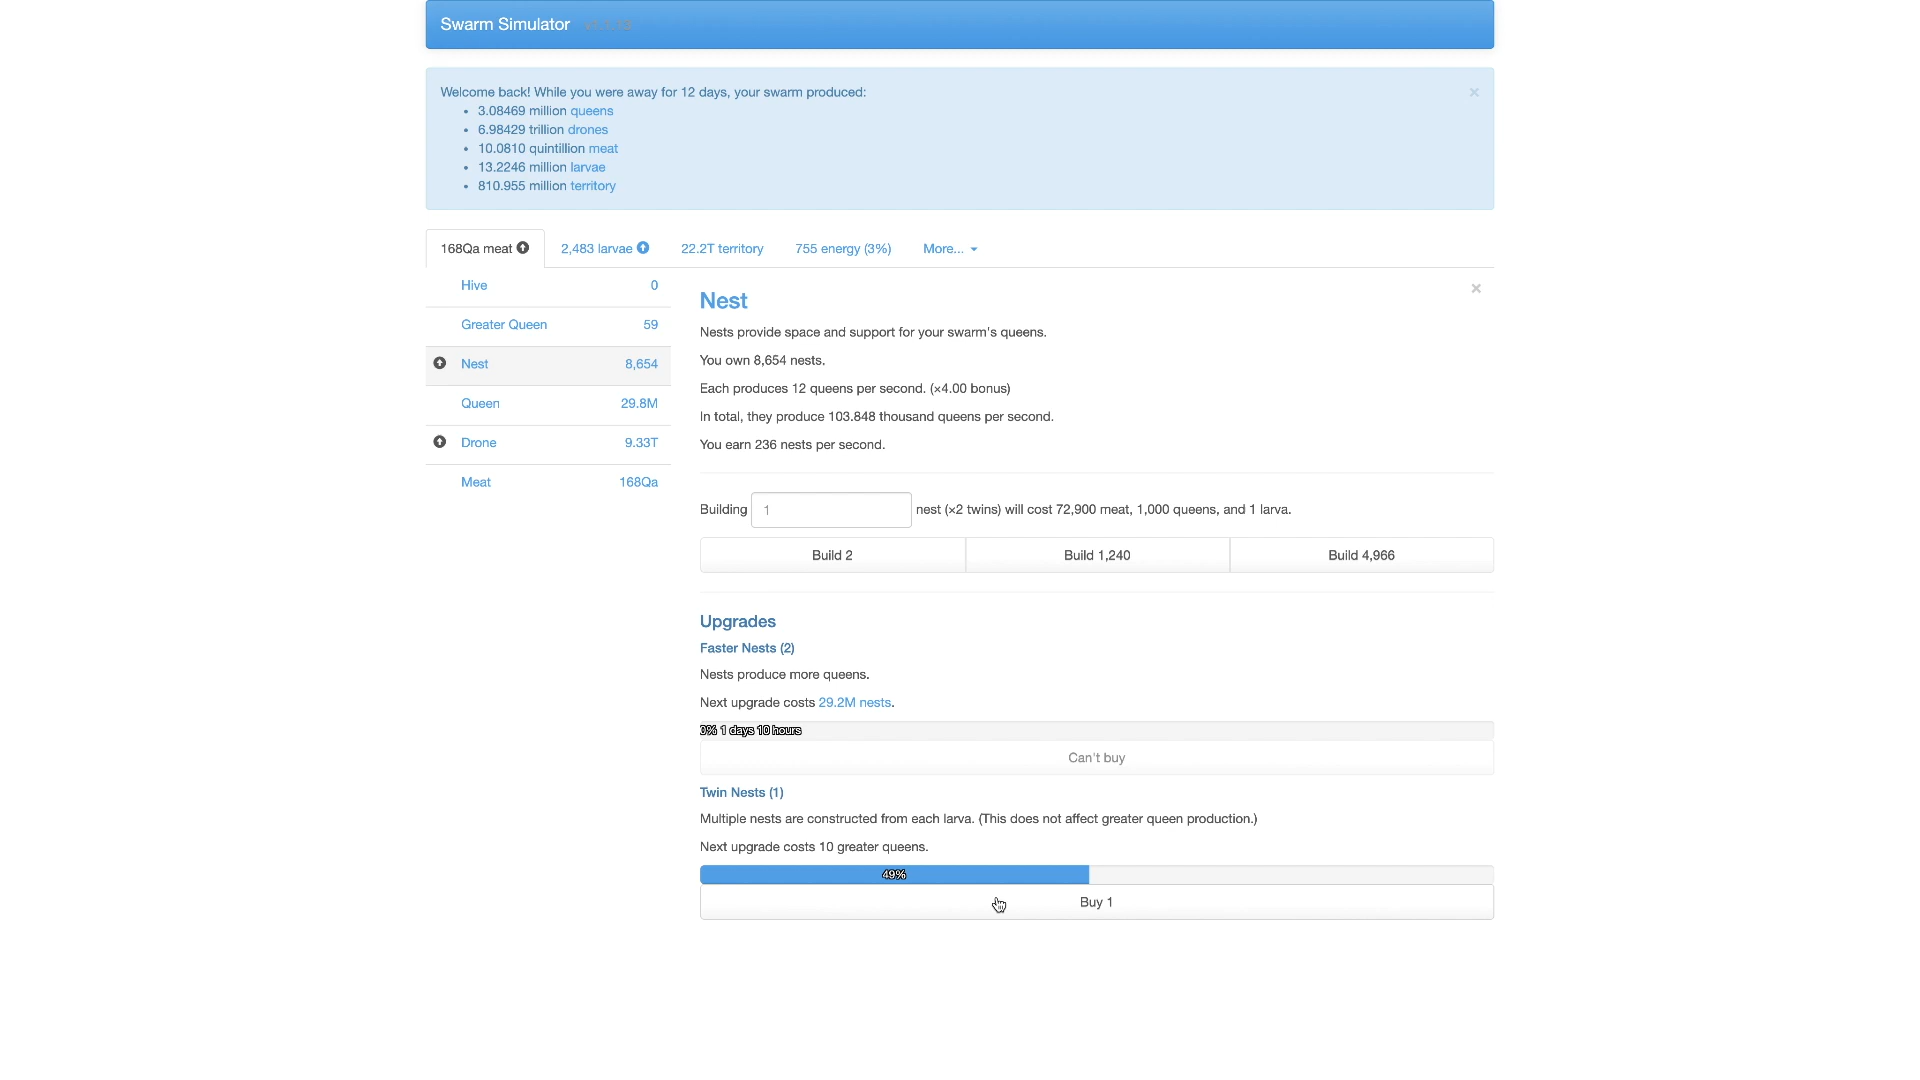 Swarm Simulator
Welcome back! While you were away for 12 days, your swarm produced:
• 3.08469 million queens
• 6.98429 trillion drones
• 10.0810 quintillion meat
• 13.2246 million larvae
• 810.955 million territory
168Qa meat 2,483 larvae 22.2T territory 755 energy (3%) More...
Hive 0
Greater Queen 59
Nest 8,654
Queen 29.8M
Drone 9.33T
Meat 168Qa
Nest
Nests provide space and support for your swarm's queens.
You own 8,654 nests.
Each produces 12 queens per second. (×4.00 bonus)
In total, they produce 103.848 thousand queens per second.
You earn 236 nests per second.
Building 1 nest (×2 twins) will cost 72,900 meat, 1,000 queens, and 1 larva.
Build 2 Build 1,240 Build 4,966
Upgrades
Faster Nests (2)
Nests produce more queens.
Next upgrade costs 29.2M nests.
0% 1 days 10 hours
Can't buy
Twin Nests (1)
Multiple nests are constructed from each larva. (This does not affect greater queen production.)
Next upgrade costs 10 greater queens.
49%
Buy 1